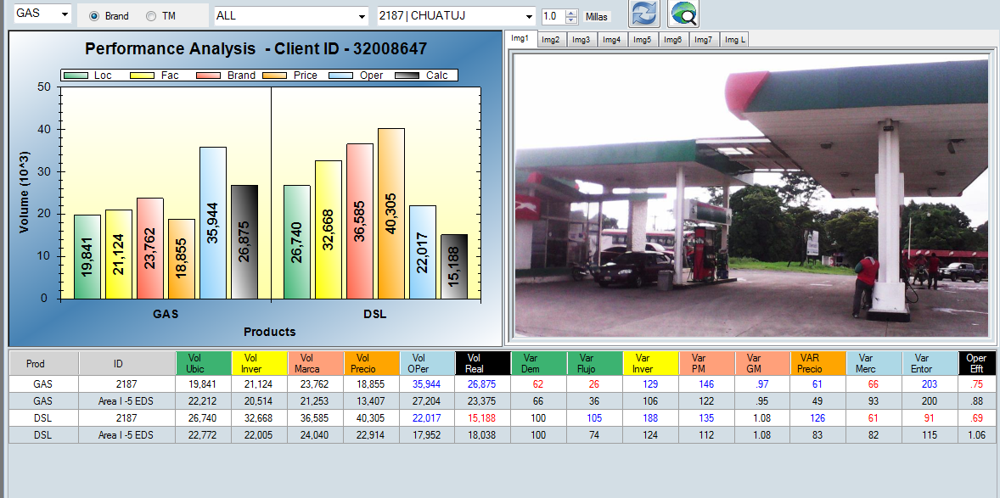 GAS Brand TM ALL 2187 | CHUATUJ 1.0 Millas
Img1 Img2 Img3 Img4 Img5 Img6 Img7 Img L
Performance Analysis - Client ID - 32008647
Loc Fac Brand Price Oper Calc
Volume (10^3)
50
40
30
20
10
0
19,841
21,124
23,762
18,855
35,944
26,875
26,740
32,668
36,585
40,305
22,017
15,188
GAS DSL
Products
Prod ID Vol Ubic Vol Inver Vol Marca Vol Precio Vol OPer Vol Real Var Dem Var Flujo Var Inver Var PM Var GM VAR Precio Var Merc Var Entor Oper Efft
GAS 2187 19,841 21,124 23,762 18,855 35,944 26,875 62 26 129 146 .97 61 66 203 .75
GAS Area I -5 EDS 22,212 20,514 21,253 13,407 27,204 23,375 66 36 106 122 .95 49 93 200 .88
DSL 2187 26,740 32,668 36,585 40,305 22,017 15,188 100 105 188 135 1.08 126 61 91 .69
DSL Area I -5 EDS 22,772 22,005 24,040 22,914 17,952 18,038 100 74 124 112 1.08 83 82 115 1.06